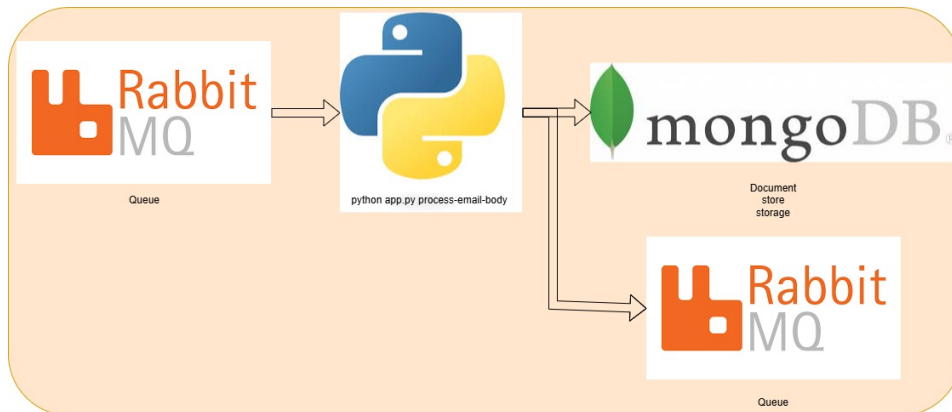 Rabbit
MQ
Queue
python app.py process-email-body
mongoDB®
Document
store
storage
Rabbit
MQ
Queue